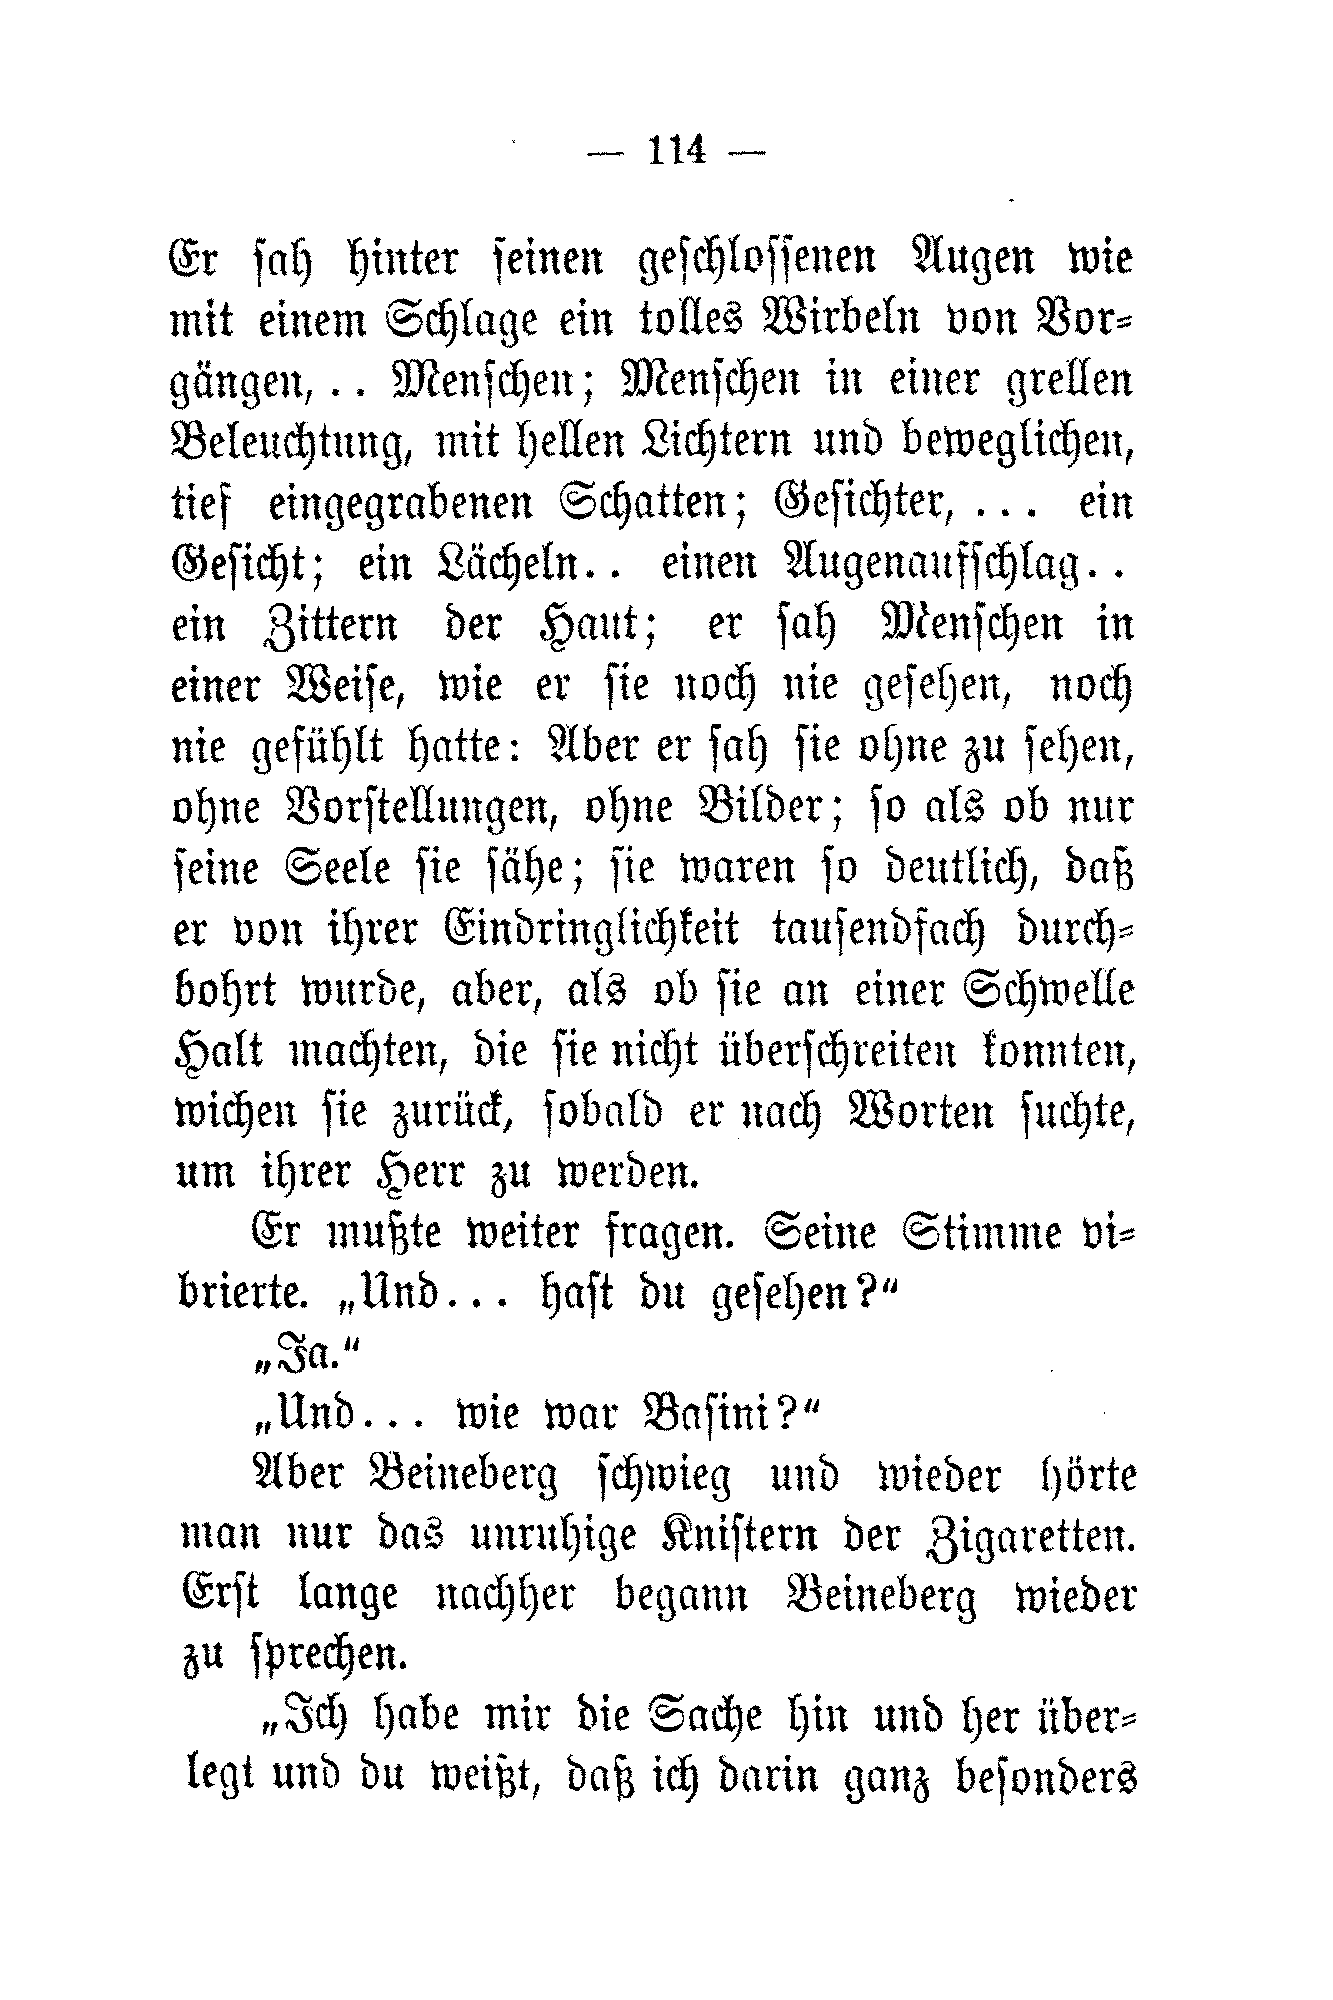 — 114 —
Er sah hinter seinen geschlossenen Augen wie
mit einem Schlage ein tolles Wirbeln von Vor-
gängen, . . Menschen; Menschen in einer grellen
Beleuchtung, mit hellen Lichtern und beweglichen,
tief eingegrabenen Schatten; Gesichter, . . . ein
Gesicht; ein Lächeln. . einen Augenaufschlag. .
ein Zittern der Haut; er sah Menschen in
einer Weise, wie er sie noch nie gesehen, noch
nie gefühlt hatte: Aber er sah sie ohne zu sehen,
ohne Vorstellungen, ohne Bilder; so als ob nur
seine Seele sie sähe; sie waren so deutlich, daß
er von ihrer Eindringlichkeit tausendfach durch-
bohrt wurde, aber, als ob sie an einer Schwelle
Halt machten, die sie nicht überschreiten konnten,
wichen sie zurück, sobald er nach Worten suchte,
um ihrer Herr zu werden.
Er mußte weiter fragen. Seine Stimme vi-
brierte. „Und. . . hast du gesehen?“
„Ja.“
„Und. . . wie war Basini?“
Aber Beineberg schwieg und wieder hörte
man nur das unruhige Knistern der Zigaretten.
Erst lange nachher begann Beineberg wieder
zu sprechen.
„Ich habe mir die Sache hin und her über-
legt und du weißt, daß ich darin ganz besonders